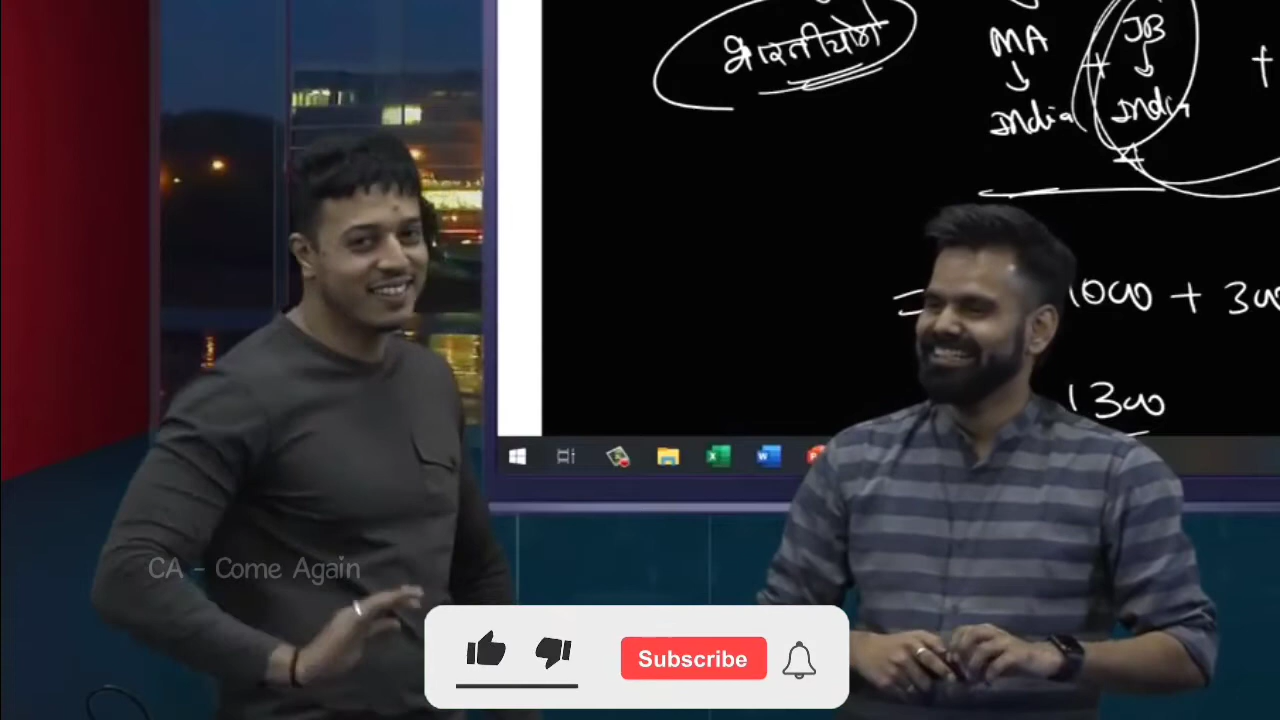 भारतीयो
MA
India
JB
India
+
+
= 1000 + 300
1300
CA - Come Again
Subscribe